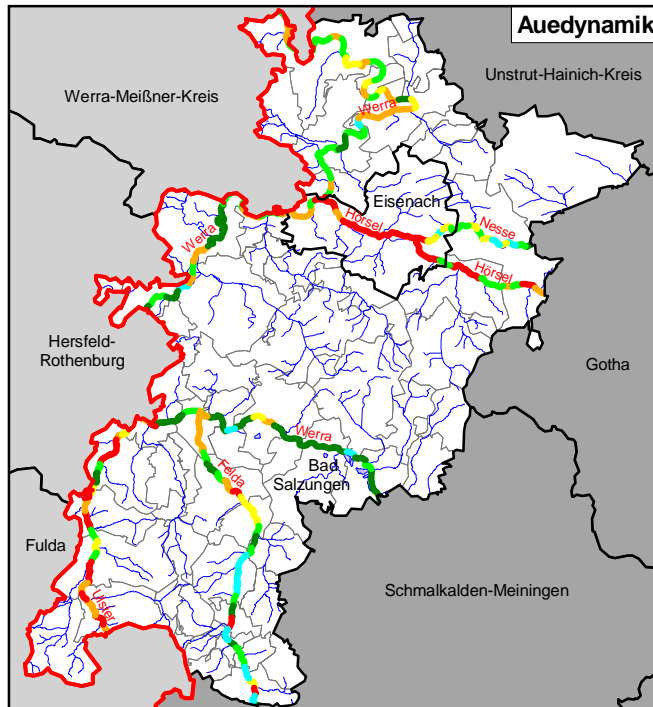 Auedynamik
Unstrut-Hainich-Kreis
Werra-Meißner-Kreis
Werra
Eisenach
Hörsel
Nesse
Werra
Hörsel
Hersfeld-
Rothenburg
Gotha
Werra
Felda
Bad
Salzungen
Fulda
Ulster
Schmalkalden-Meiningen